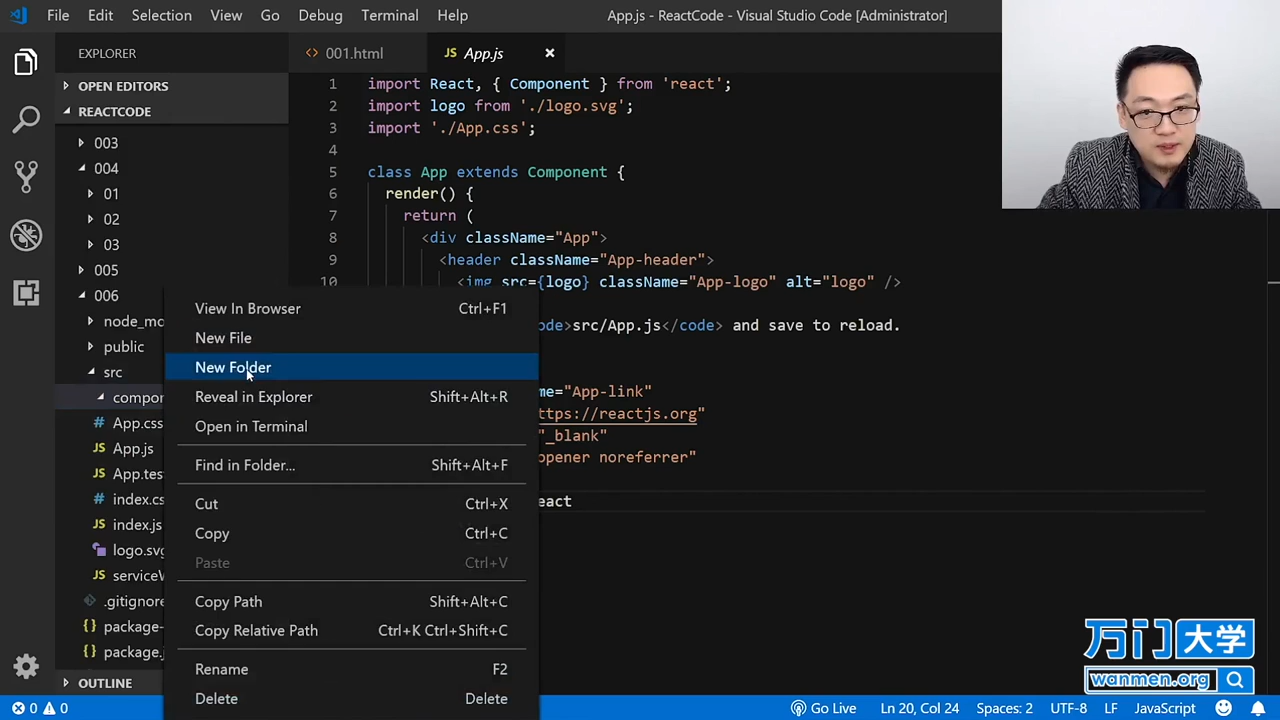 File Edit Selection View Go Debug Terminal Help
App.js - ReactCode - Visual Studio Code [Administrator]
EXPLORER
OPEN EDITORS
REACTCODE
003
004
01
02
03
005
006
node_mo
public
src
compor
App.css
App.js
App.tes
index.cs
index.js
logo.svg
serviceV
.gitignore
package-
package.j
OUTLINE
<> 001.html
JS App.js
1 import React, { Component } from 'react';
2 import logo from './logo.svg';
3 import './App.css';
4
5 class App extends Component {
6 render() {
7 return (
8 <div className="App">
9 <header className="App-header">
10 <img src={logo} className="App-logo" alt="logo" />
ode>src/App.js</code> and save to reload.
me="App-link"
ttps://reactjs.org"
"_blank"
opener noreferrer"
eact
View In Browser Ctrl+F1
New File
New Folder
Reveal in Explorer Shift+Alt+R
Open in Terminal
Find in Folder... Shift+Alt+F
Cut Ctrl+X
Copy Ctrl+C
Paste Ctrl+V
Copy Path Shift+Alt+C
Copy Relative Path Ctrl+K Ctrl+Shift+C
Rename F2
Delete Delete
万门大学
wanmen.org
0 0
Go Live Ln 20, Col 24 Spaces: 2 UTF-8 LF JavaScript